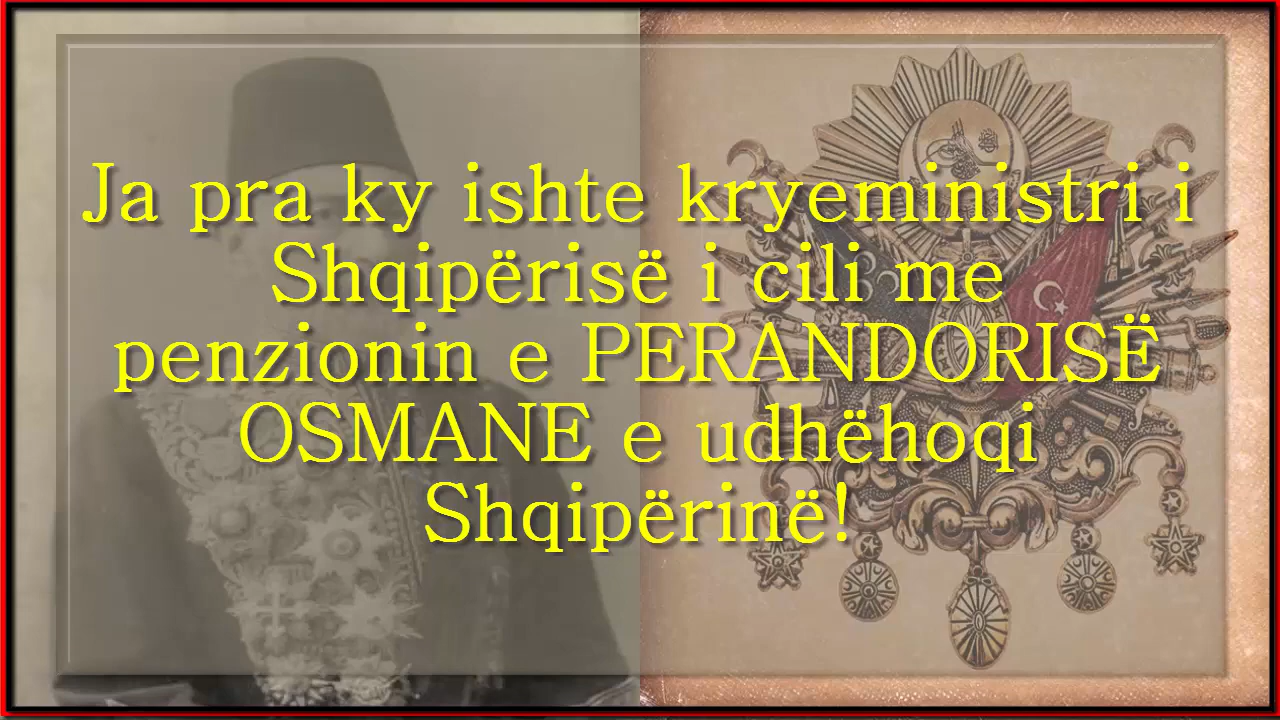 Ja pra ky ishte kryeministri i
Shqipërisë i cili me
penzionin e PERANDORISË
OSMANE e udhëhoqi
Shqipërinë!